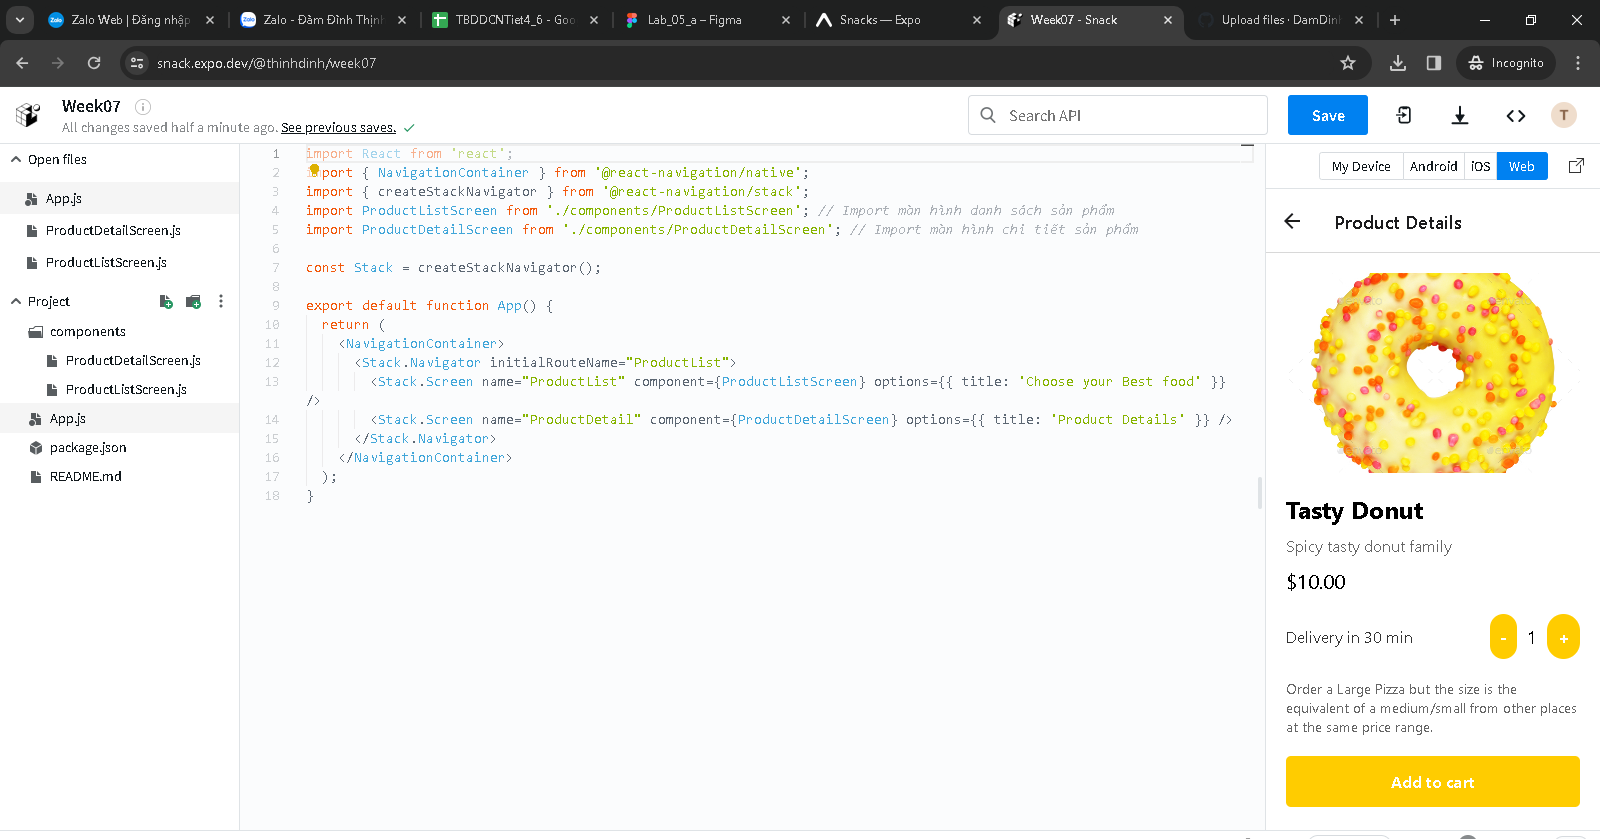 Zalo Web | Đăng nhập
Zalo - Đàm Đình Thịnh
TBDDCNTiet4_6 - Goo
Lab_05_a – Figma
Snacks — Expo
Week07 - Snack
Upload files · DamDinh
snack.expo.dev/@thinhdinh/week07
Incognito
Week07
All changes saved half a minute ago. See previous saves.
Search API
Save
T
Open files
App.js
ProductDetailScreen.js
ProductListScreen.js
Project
components
ProductDetailScreen.js
ProductListScreen.js
App.js
package.json
README.md
1 import React from 'react';
2 import { NavigationContainer } from '@react-navigation/native';
3 import { createStackNavigator } from '@react-navigation/stack';
4 import ProductListScreen from './components/ProductListScreen'; // Import màn hình danh sách sản phẩm
5 import ProductDetailScreen from './components/ProductDetailScreen'; // Import màn hình chi tiết sản phẩm
6
7 const Stack = createStackNavigator();
8
9 export default function App() {
10 return (
11 <NavigationContainer>
12 <Stack.Navigator initialRouteName="ProductList">
13 <Stack.Screen name="ProductList" component={ProductListScreen} options={{ title: 'Choose your Best food' }}
/>
14 <Stack.Screen name="ProductDetail" component={ProductDetailScreen} options={{ title: 'Product Details' }} />
15 </Stack.Navigator>
16 </NavigationContainer>
17 );
18 }
My Device
Android
iOS
Web
Product Details
Tasty Donut
Spicy tasty donut family
$10.00
Delivery in 30 min
- 1 +
Order a Large Pizza but the size is the
equivalent of a medium/small from other places
at the same price range.
Add to cart